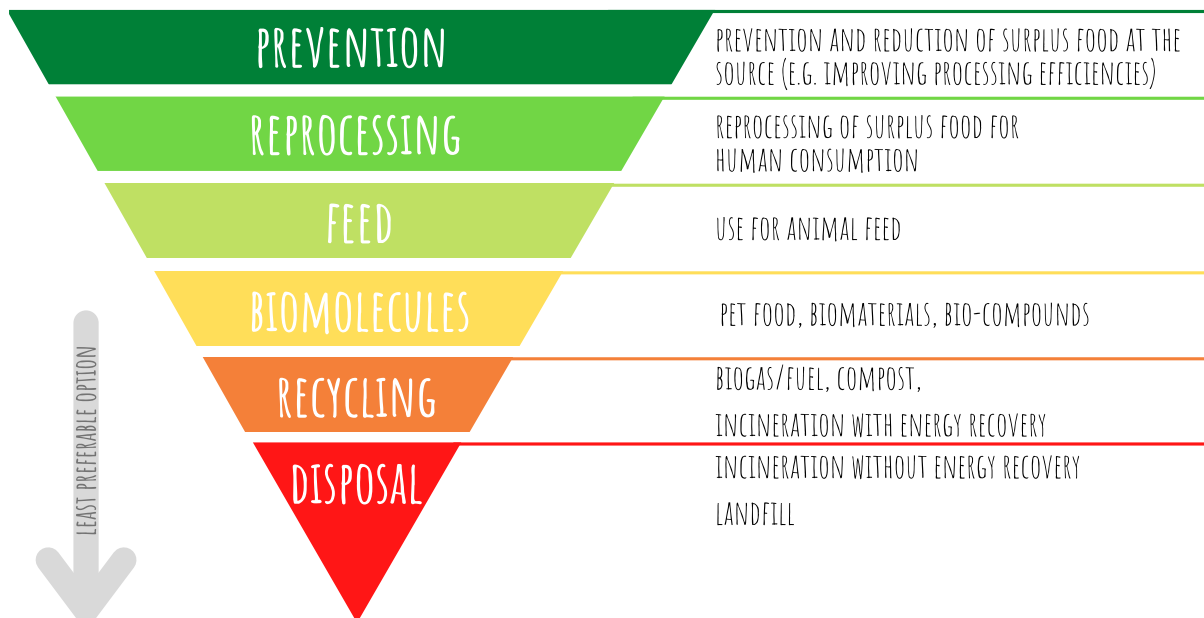 PREVENTION
PREVENTION AND REDUCTION OF SURPLUS FOOD AT THE
SOURCE (E.G. IMPROVING PROCESSING EFFICIENCIES)
REPROCESSING
REPROCESSING OF SURPLUS FOOD FOR
HUMAN CONSUMPTION
FEED
USE FOR ANIMAL FEED
BIOMOLECULES
PET FOOD, BIOMATERIALS, BIO-COMPOUNDS
RECYCLING
BIOGAS/FUEL, COMPOST,
INCINERATION WITH ENERGY RECOVERY
DISPOSAL
INCINERATION WITHOUT ENERGY RECOVERY
LANDFILL
LEAST PREFERABLE OPTION